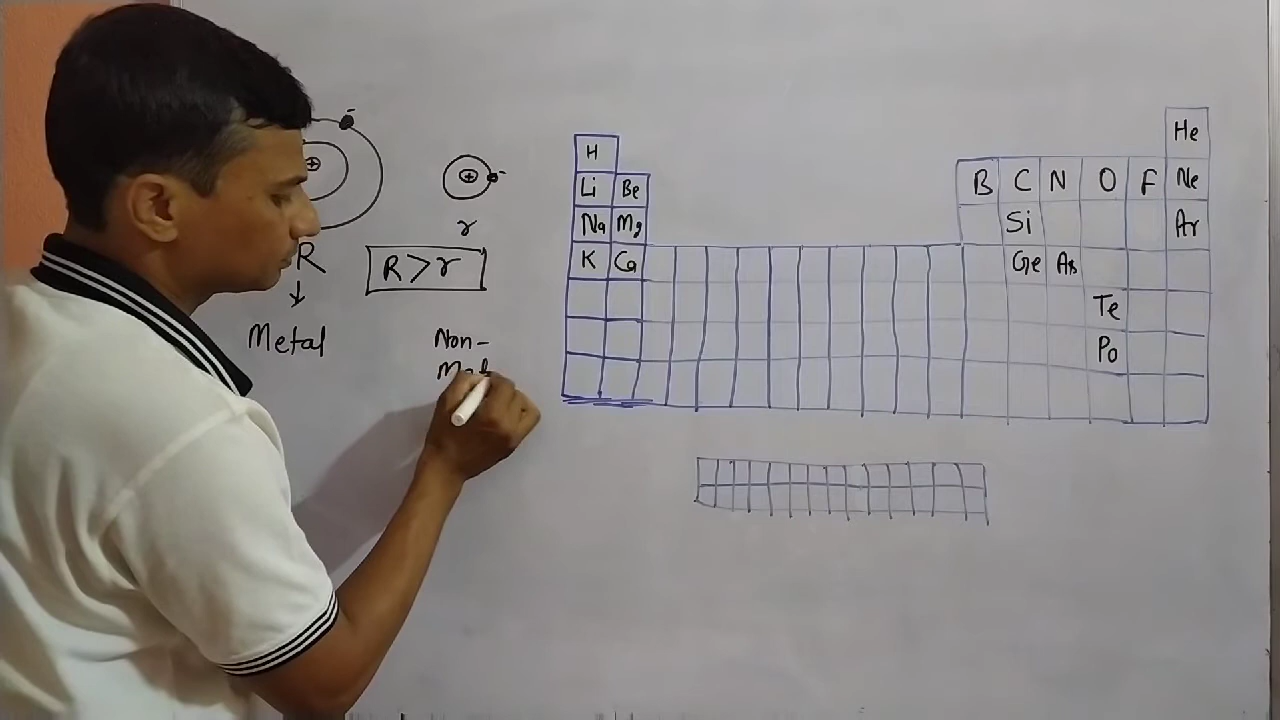 R
r
R > r
↓
Metal
Non-
H
He
Li Be B C N O F Ne
Na Mg Si Ar
K Ca Ge As
Te
Po